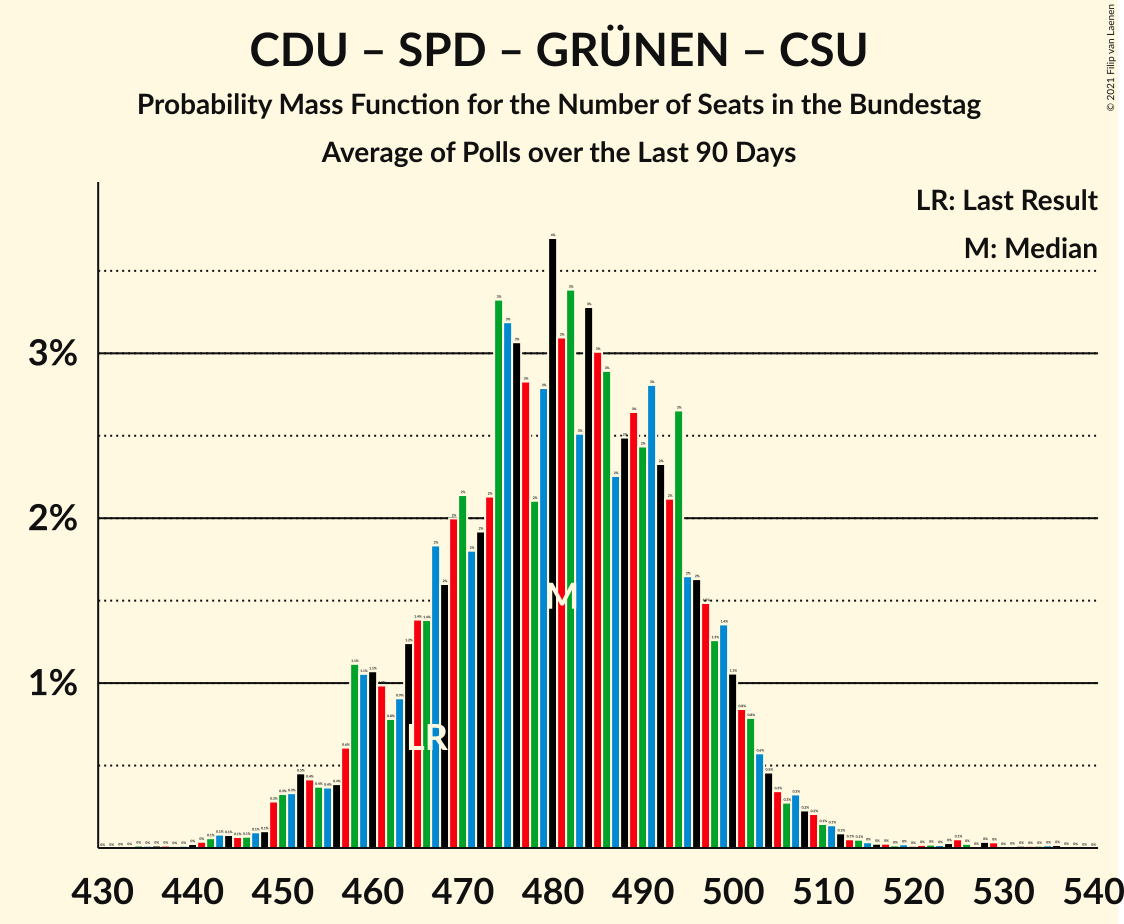 CDU – SPD – GRÜNEN – CSU
Probability Mass Function for the Number of Seats in the Bundestag
Average of Polls over the Last 90 Days
© 2021 Filip van Laenen
LR: Last Result
M: Median
3%
2%
1%
M
LR
430 440 450 460 470 480 490 500 510 520 530 540